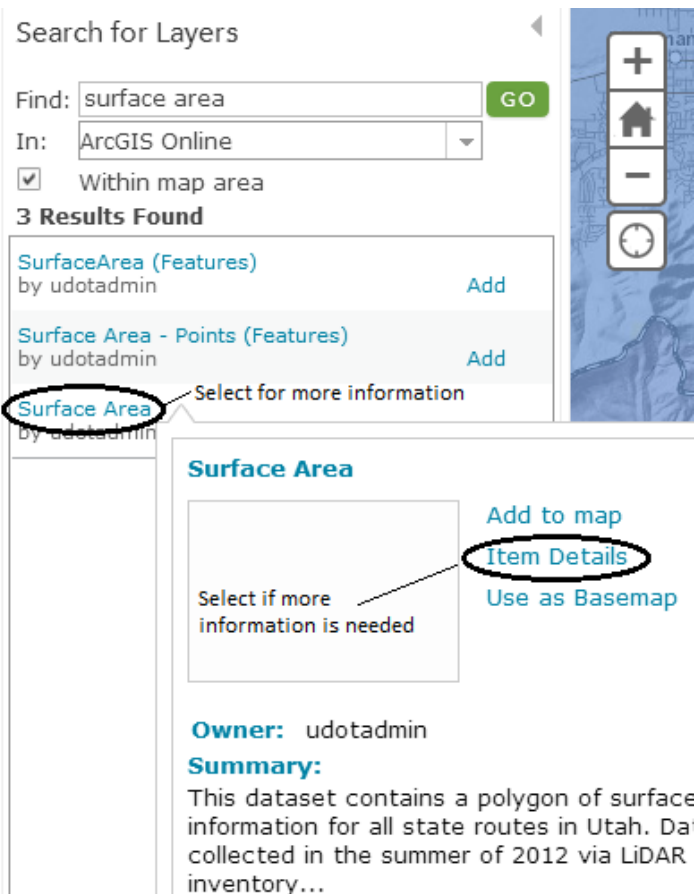 Search for Layers
Find: surface area GO
In: ArcGIS Online
Within map area
3 Results Found
SurfaceArea (Features)
by udotadmin Add
Surface Area - Points (Features)
by udotadmin Add
Select for more information
Surface Area
by udotadmin
Surface Area
Add to map
Item Details
Use as Basemap
Select if more
information is needed
Owner: udotadmin
Summary:
This dataset contains a polygon of surface
information for all state routes in Utah. Dat
collected in the summer of 2012 via LiDAR
inventory...